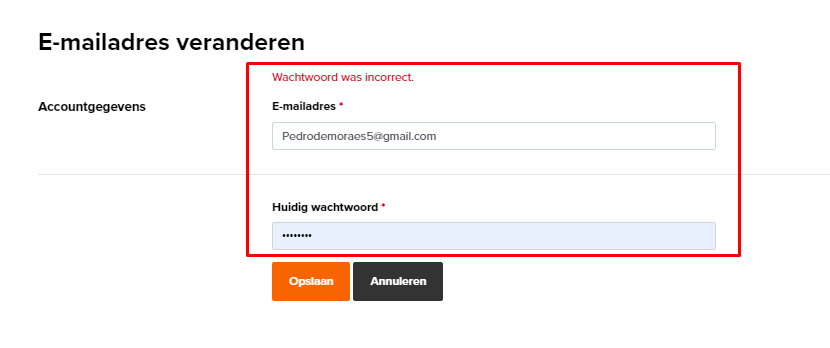 E-mailadres veranderen
Wachtwoord was incorrect.
Accountgegevens
E-mailadres *
Pedrodemoraes5@gmail.com
Huidig wachtwoord *
••••••••
Opslaan
Annuleren